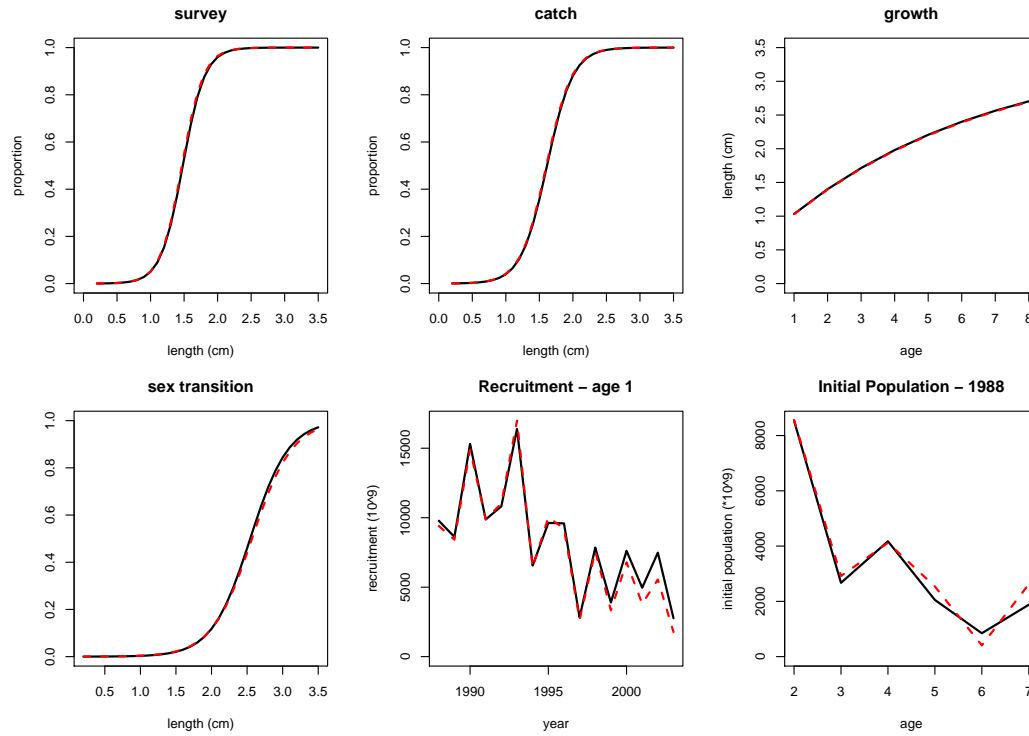 survey
proportion
0.0 0.2 0.4 0.6 0.8 1.0
0.0 0.5 1.0 1.5 2.0 2.5 3.0 3.5
length (cm)
catch
proportion
0.0 0.2 0.4 0.6 0.8 1.0
0.0 0.5 1.0 1.5 2.0 2.5 3.0 3.5
length (cm)
growth
length (cm)
0.0 0.5 1.0 1.5 2.0 2.5 3.0 3.5
1 2 3 4 5 6 7 8
age
sex transition
0.0 0.2 0.4 0.6 0.8 1.0
0.5 1.0 1.5 2.0 2.5 3.0 3.5
length (cm)
Recruitment − age 1
recruitment (10^9)
0 5000 10000 15000
1990 1995 2000
year
Initial Population − 1988
initial population (*10^9)
0 2000 4000 6000 8000
2 3 4 5 6 7
age